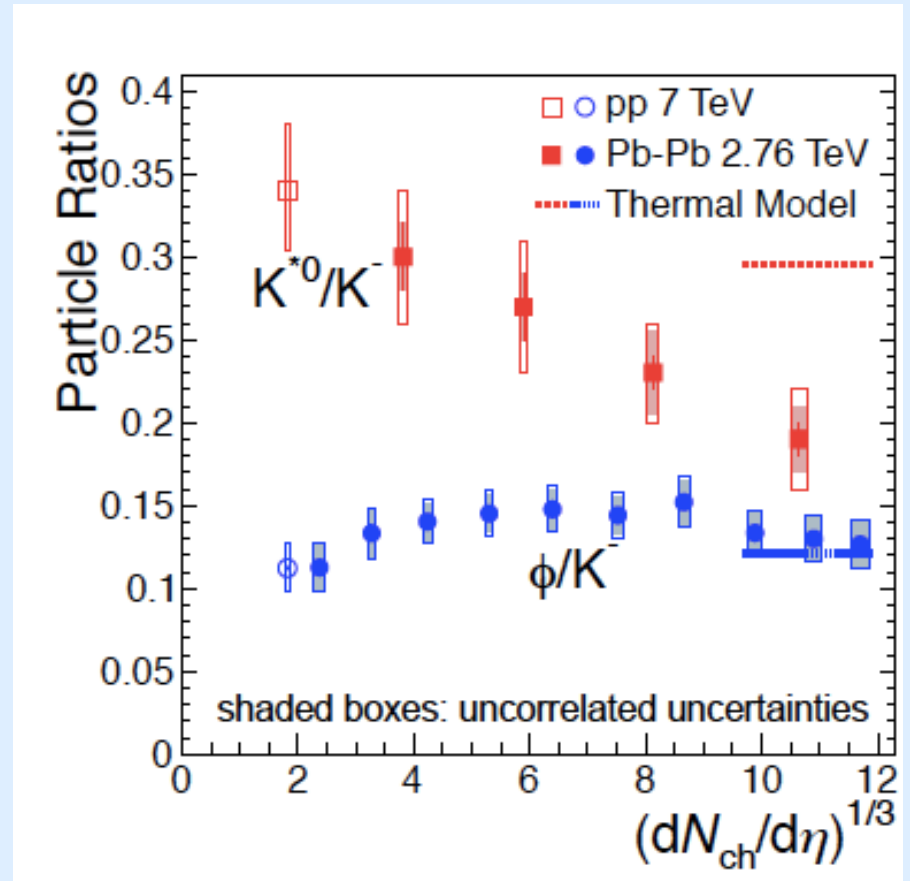 Particle Ratios
0.4
0.35
0.3
0.25
0.2
0.15
0.1
0.05
0
pp 7 TeV
Pb-Pb 2.76 TeV
Thermal Model
K*⁰/K⁻
ϕ/K⁻
shaded boxes: uncorrelated uncertainties
0 2 4 6 8 10 12
(dN_ch/dη)^1/3